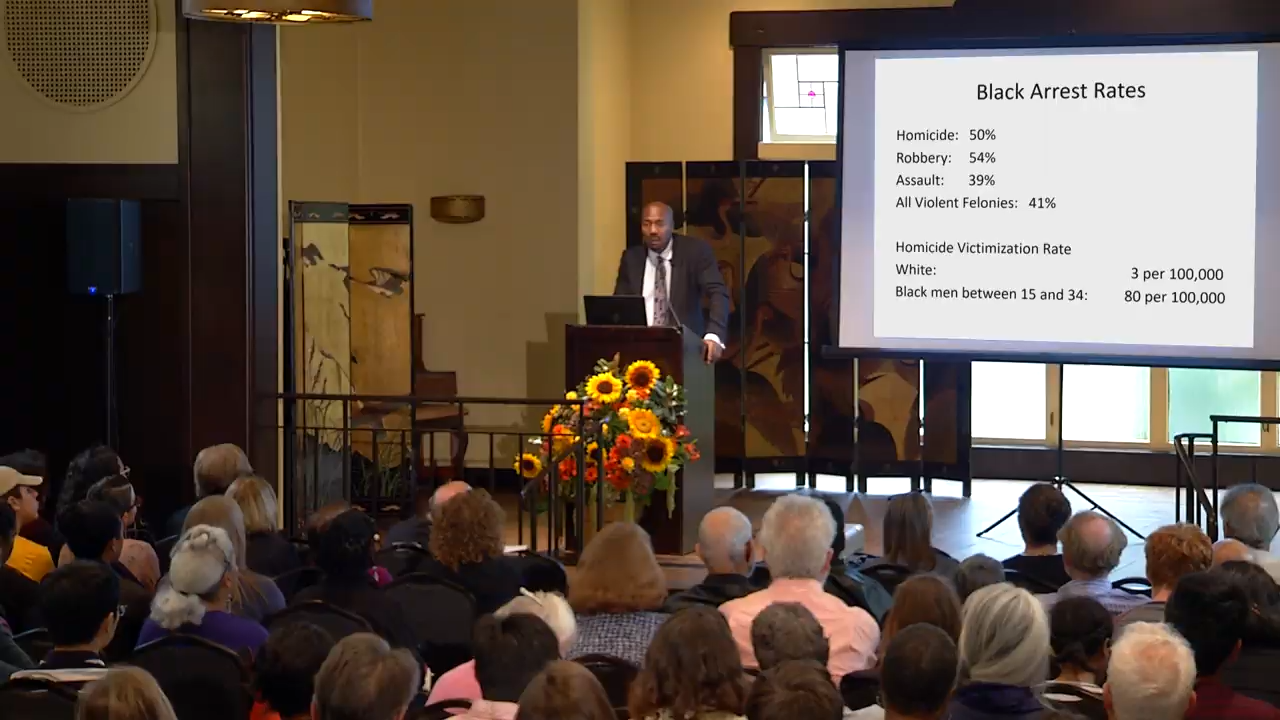 Black Arrest Rates
Homicide: 50%
Robbery: 54%
Assault: 39%
All Violent Felonies: 41%
Homicide Victimization Rate
White: 3 per 100,000
Black men between 15 and 34: 80 per 100,000